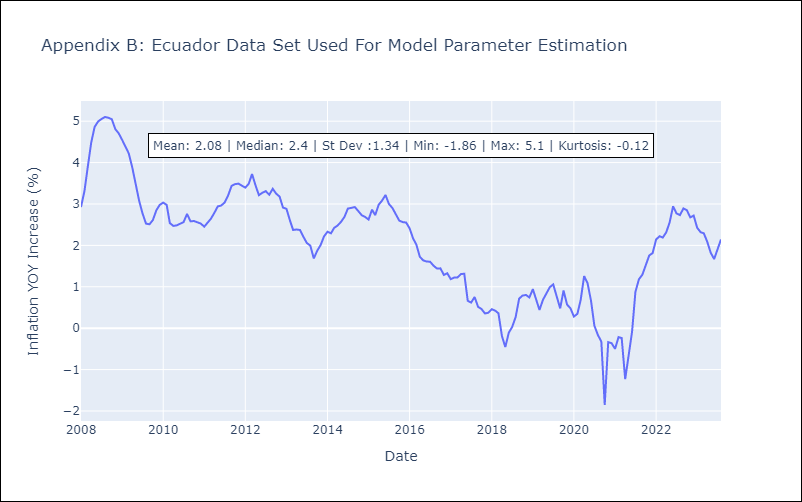 Appendix B: Ecuador Data Set Used For Model Parameter Estimation
Mean: 2.08 | Median: 2.4 | St Dev :1.34 | Min: -1.86 | Max: 5.1 | Kurtosis: -0.12
Inflation YOY Increase (%)
5
4
3
2
1
0
−1
−2
2008 2010 2012 2014 2016 2018 2020 2022
Date